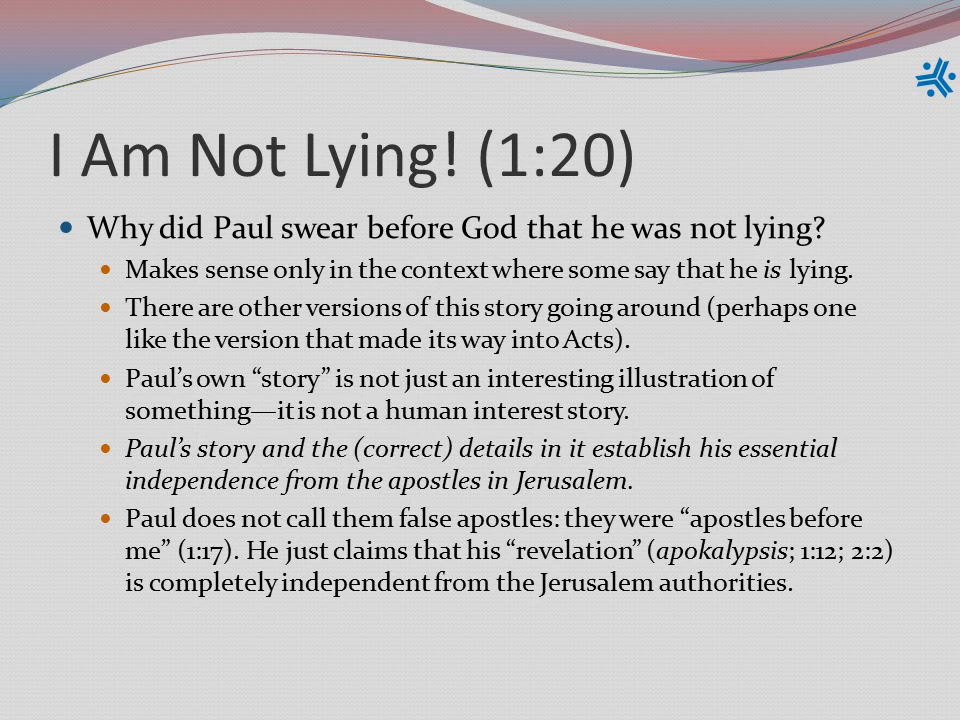 I Am Not Lying! (1:20)
• Why did Paul swear before God that he was not lying?
• Makes sense only in the context where some say that he is lying.
• There are other versions of this story going around (perhaps one
like the version that made its way into Acts).
• Paul’s own “story” is not just an interesting illustration of
something—it is not a human interest story.
• Paul’s story and the (correct) details in it establish his essential
independence from the apostles in Jerusalem.
• Paul does not call them false apostles: they were “apostles before
me” (1:17). He just claims that his “revelation” (apokalypsis; 1:12; 2:2)
is completely independent from the Jerusalem authorities.